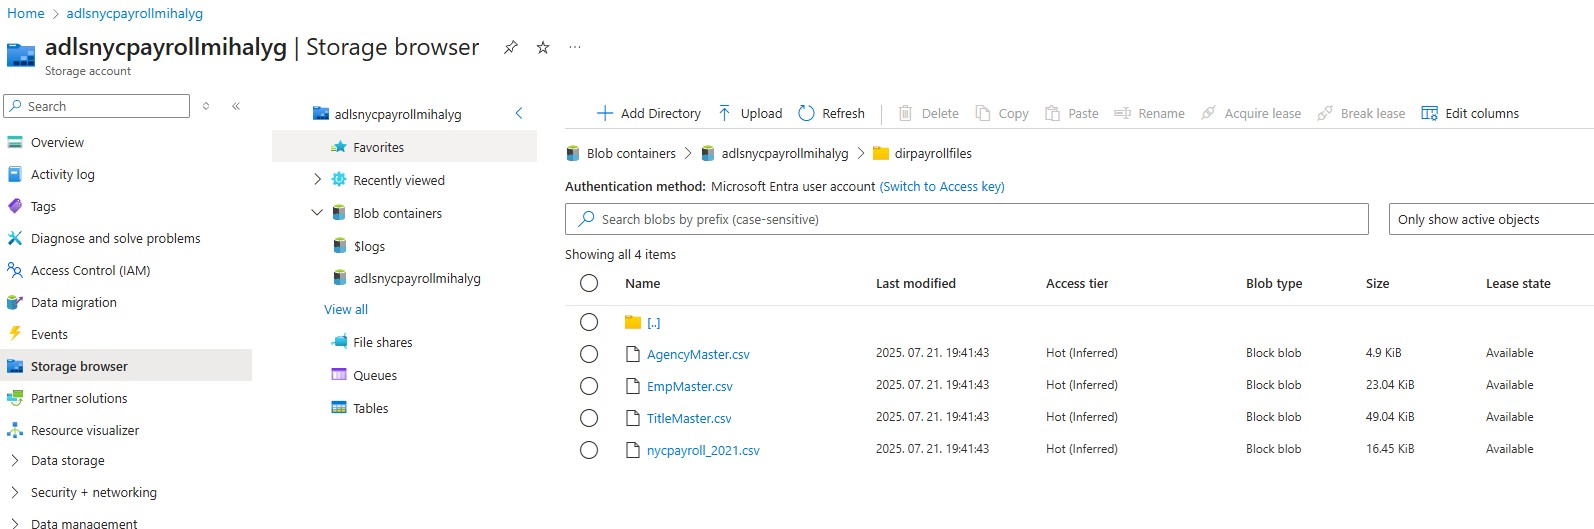 Home > adlsnycpayrollmihalyg
adlsnycpayrollmihalyg | Storage browser
Storage account
Search
Overview
Activity log
Tags
Diagnose and solve problems
Access Control (IAM)
Data migration
Events
Storage browser
Partner solutions
Resource visualizer
Data storage
Security + networking
Data management
adlsnycpayrollmihalyg
Favorites
Recently viewed
Blob containers
$logs
adlsnycpayrollmihalyg
View all
File shares
Queues
Tables
Add Directory Upload Refresh Delete Copy Paste Rename Acquire lease Break lease Edit columns
Blob containers > adlsnycpayrollmihalyg > dirpayrollfiles
Authentication method: Microsoft Entra user account (Switch to Access key)
Search blobs by prefix (case-sensitive) Only show active objects
Showing all 4 items
Name Last modified Access tier Blob type Size Lease state
[..]
AgencyMaster.csv 2025. 07. 21. 19:41:43 Hot (Inferred) Block blob 4.9 KiB Available
EmpMaster.csv 2025. 07. 21. 19:41:43 Hot (Inferred) Block blob 23.04 KiB Available
TitleMaster.csv 2025. 07. 21. 19:41:43 Hot (Inferred) Block blob 49.04 KiB Available
nycpayroll_2021.csv 2025. 07. 21. 19:41:43 Hot (Inferred) Block blob 16.45 KiB Available